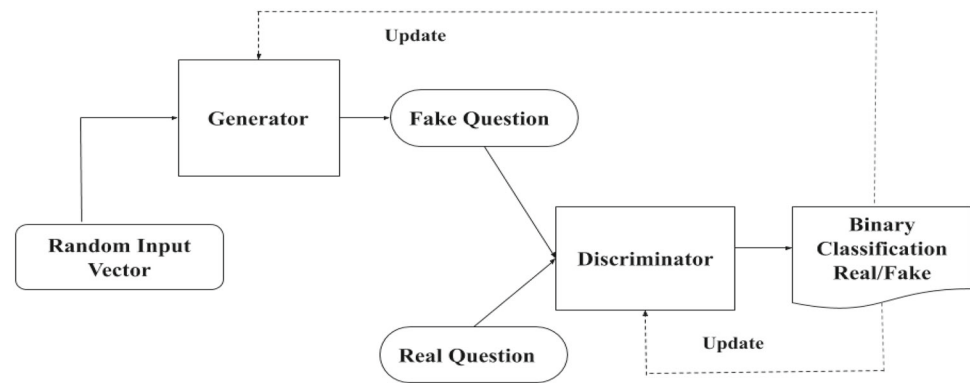 Update
Generator
Fake Question
Random Input
Vector
Discriminator
Binary
Classification
Real/Fake
Real Question
Update